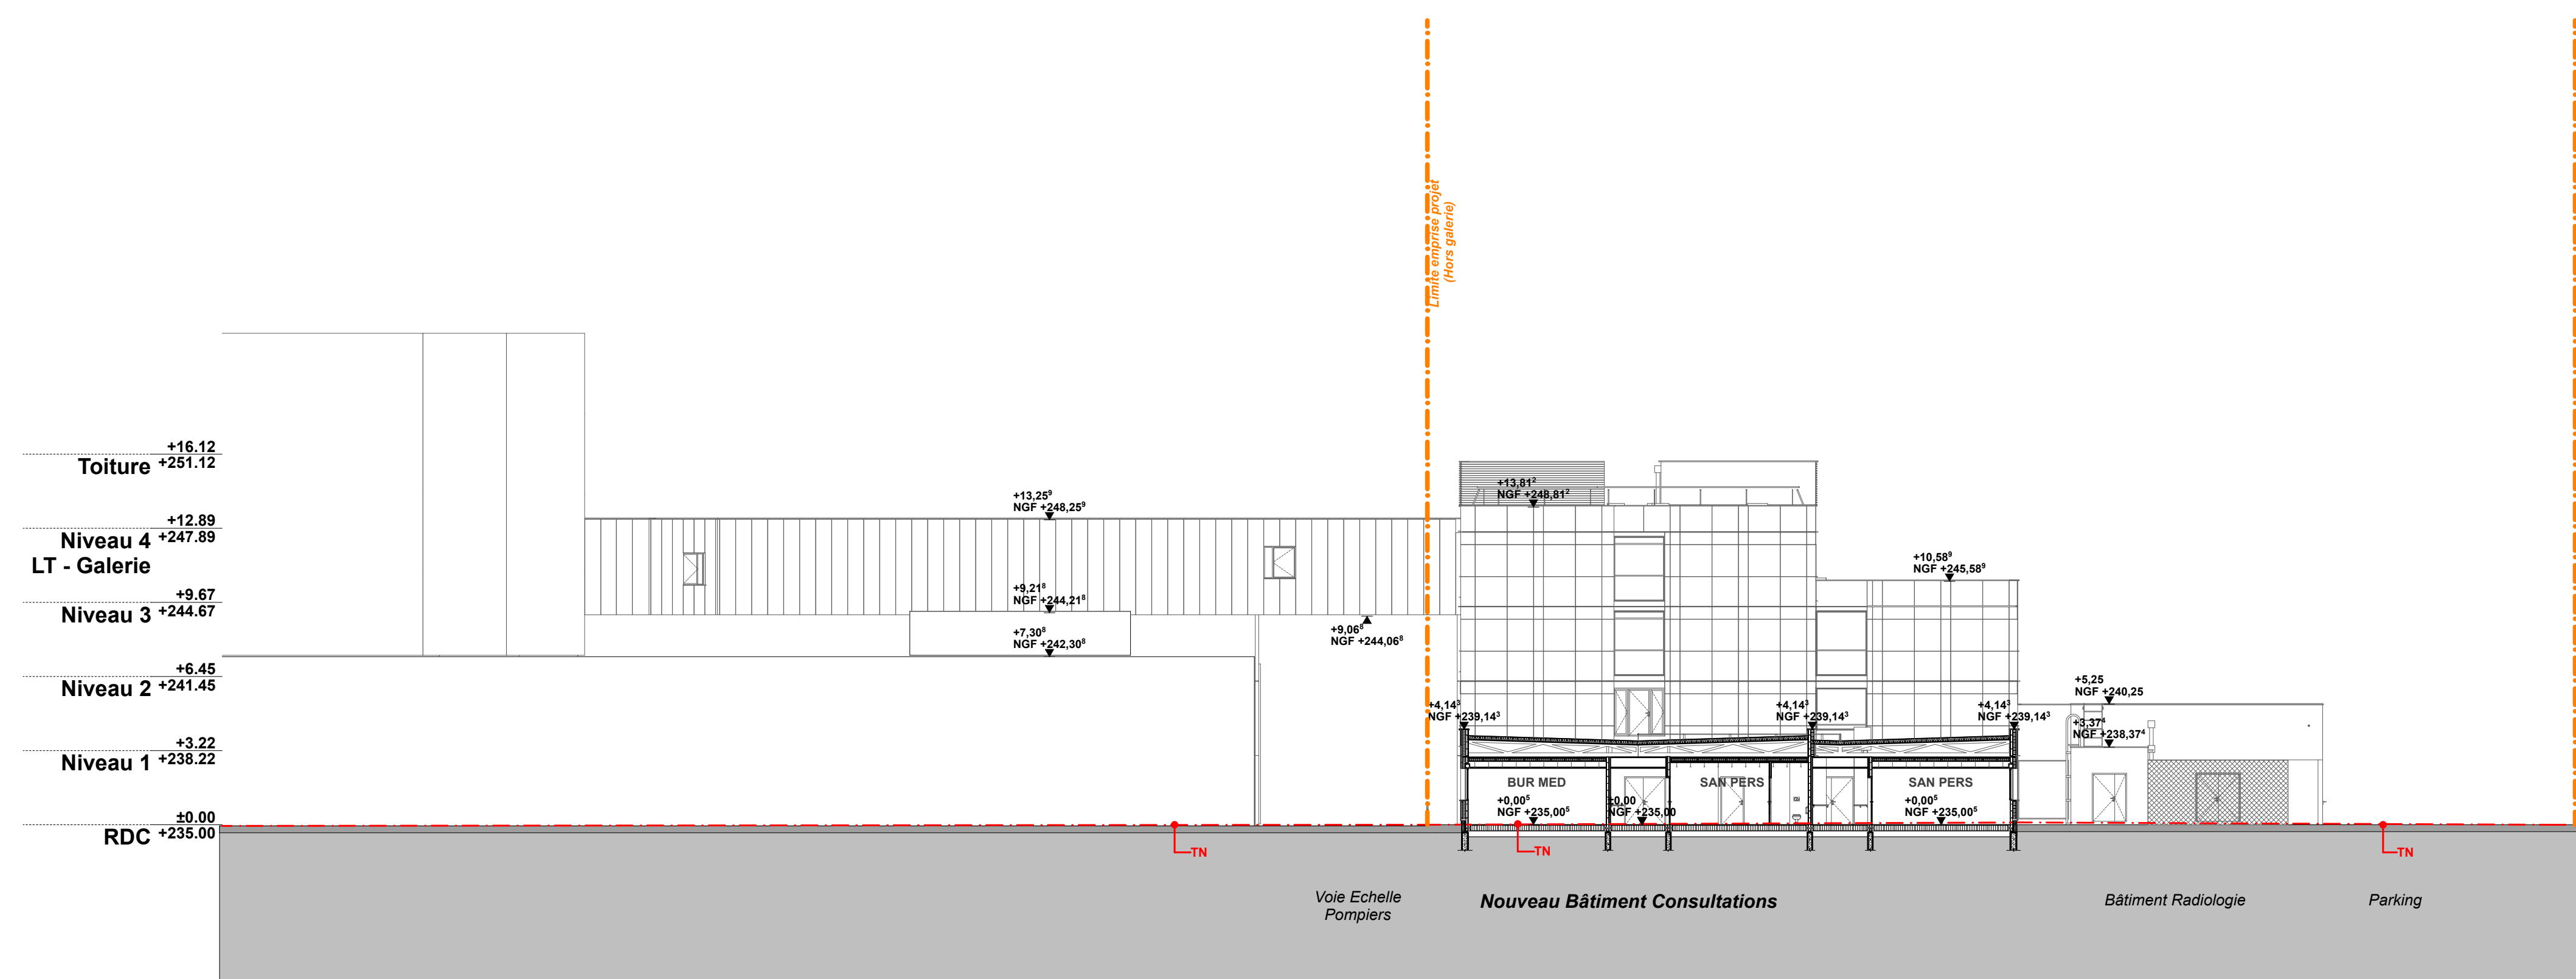 Limite emprise projet
(Hors galerie)
+16.12
Toiture +251.12
+12.89
Niveau 4 +247.89
LT - Galerie
+9.67
Niveau 3 +244.67
+6.45
Niveau 2 +241.45
+3.22
Niveau 1 +238.22
±0.00
RDC +235.00
+13,25⁹
NGF +248,25⁹
+9,21⁸
NGF +244,21⁸
+7,30⁸
NGF +242,30⁸
+9,06⁸
NGF +244,06⁸
+13,81²
NGF +248,81²
+10,58⁹
NGF +245,58⁹
+5,25
NGF +240,25
+3,37⁴
NGF +238,37⁴
+4,14³
NGF +239,14³
+4,14³
NGF +239,14³
+4,14³
NGF +239,14³
BUR MED
SAN PERS
SAN PERS
+0,00⁵
NGF +235,00⁵
±0,00
NGF +235,00
+0,00⁵
NGF +235,00⁵
TN
TN
TN
Voie Echelle
Pompiers
Nouveau Bâtiment Consultations
Bâtiment Radiologie
Parking